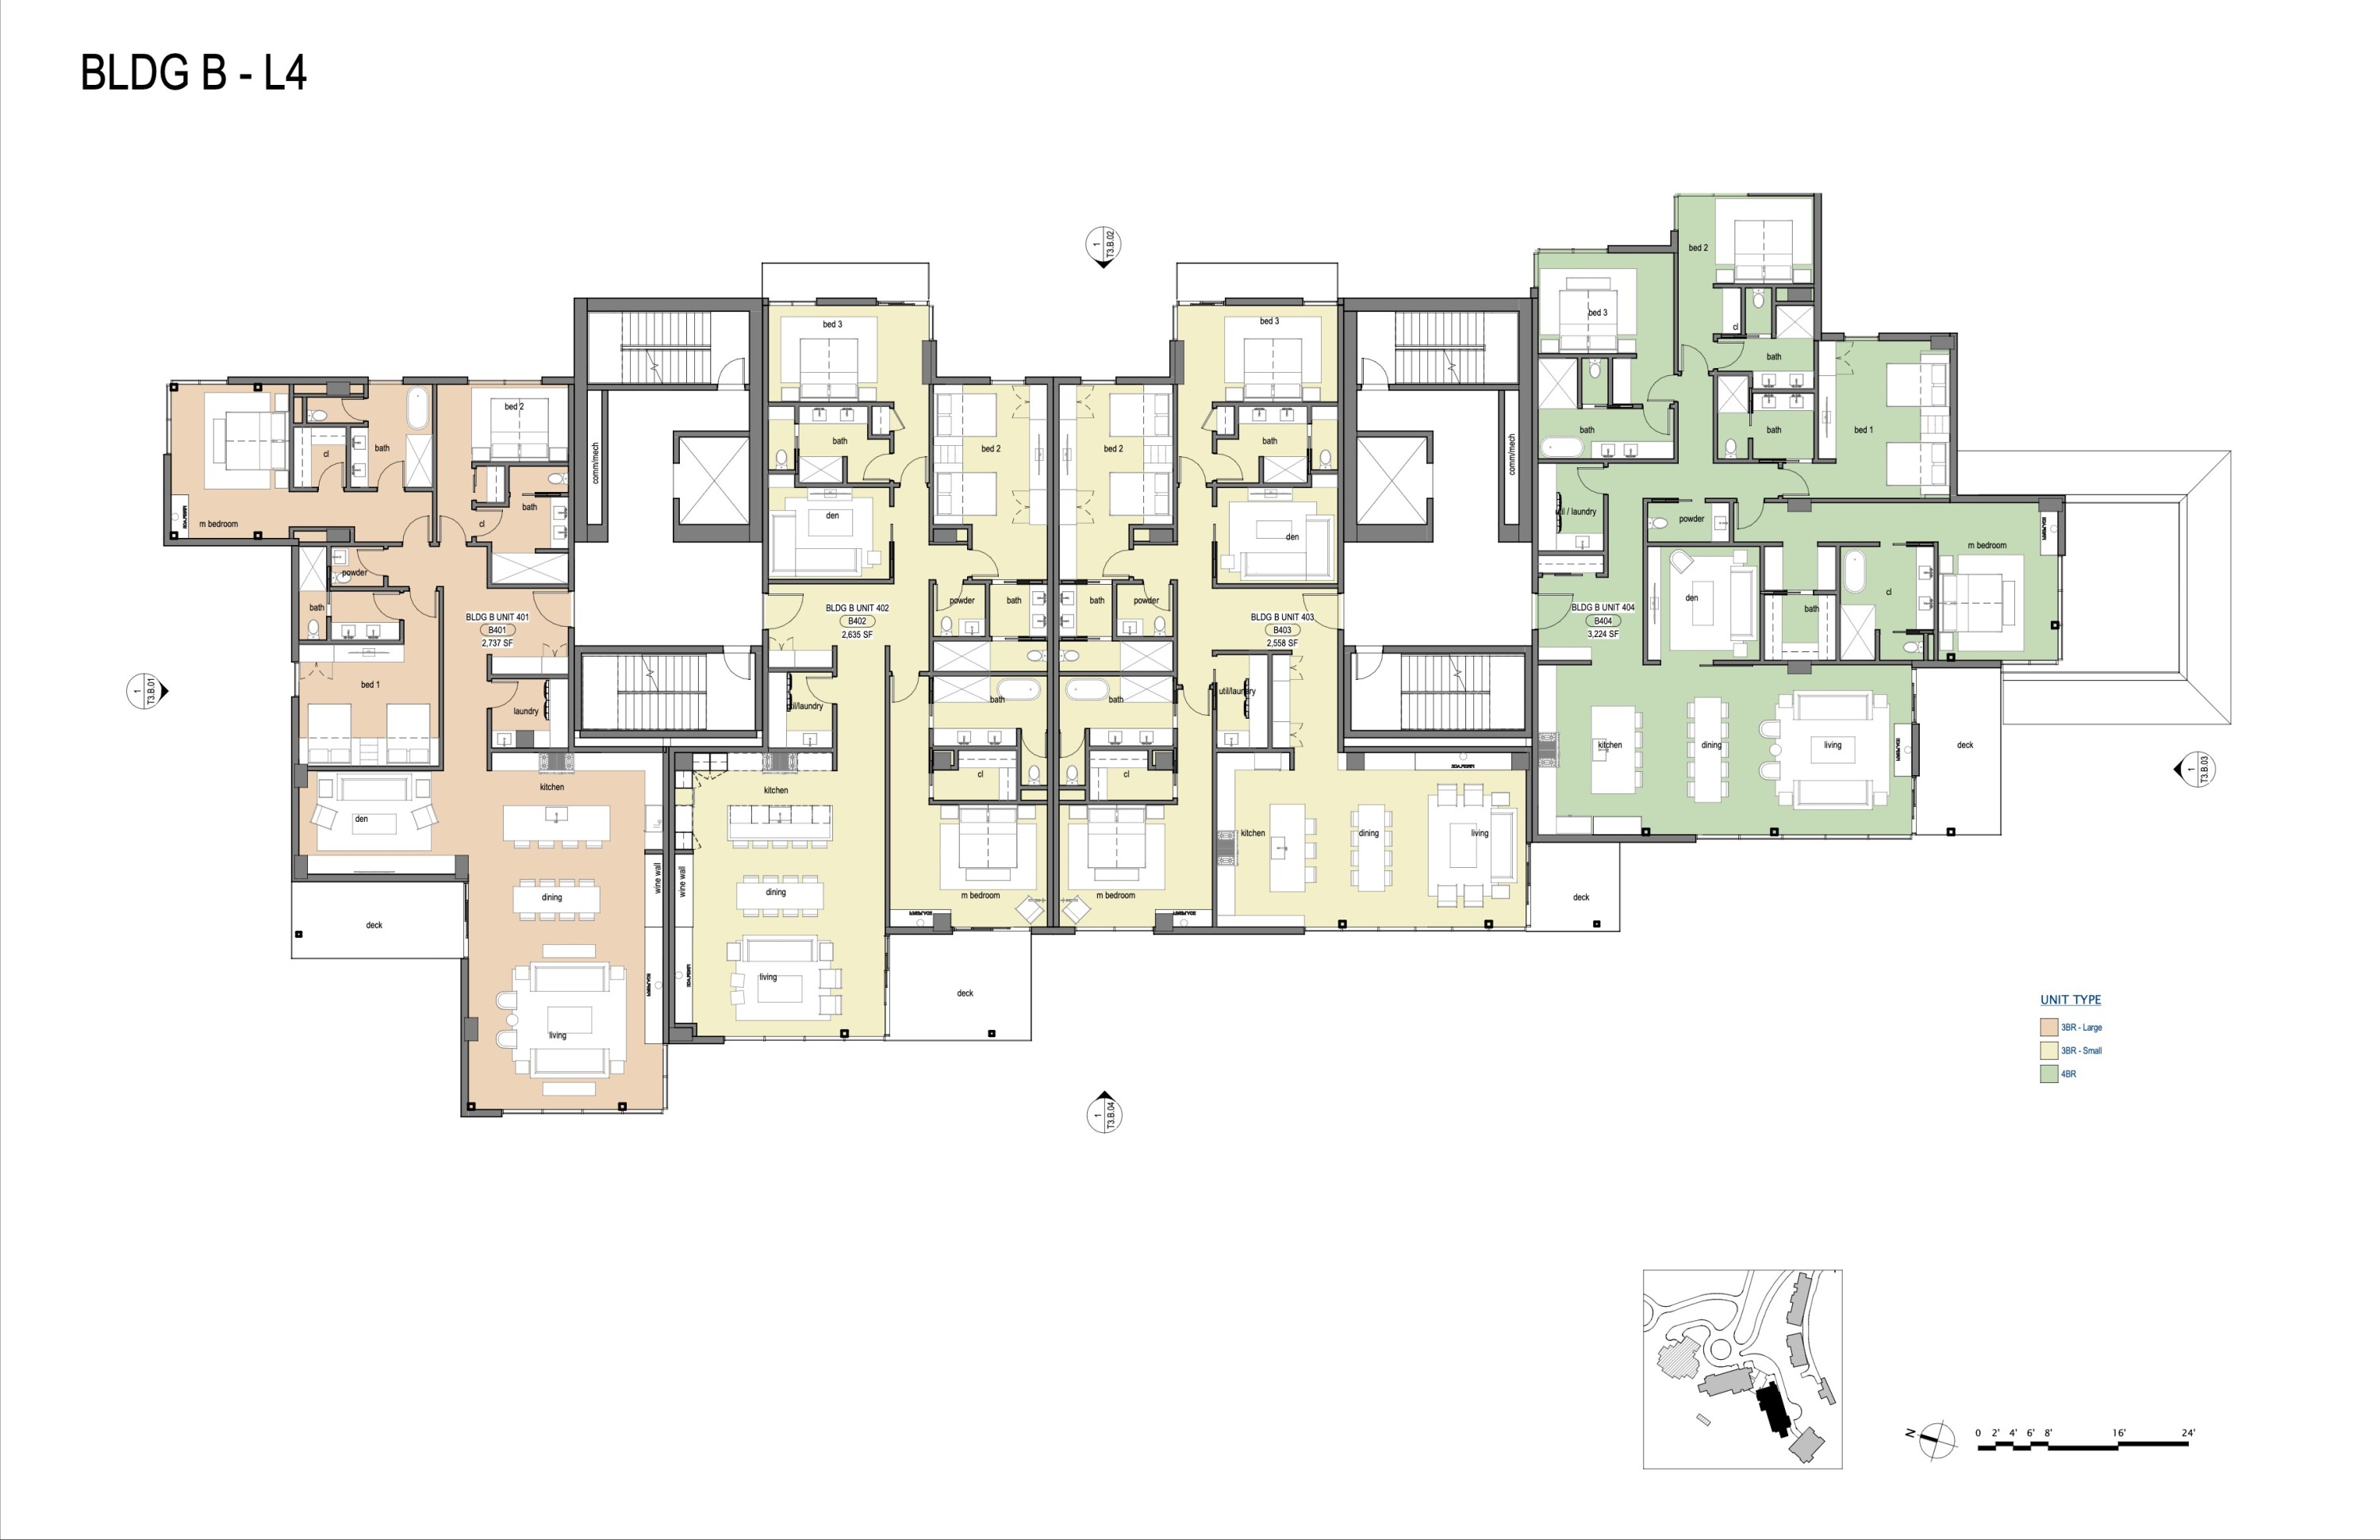 BLDG B - L4
1
T3.B.02
bed 2
bed 3
cl
bath
bed 3
bed 3
bed 2
cl
bath
m bedroom
cl
bath
comm/mech
bath
den
bed 2
bed 2
bath
den
comm/mech
bath
bath
bed 1
powder
bath
bed 1
BLDG B UNIT 401
B401
2,737 SF
laundry
BLDG B UNIT 402
B402
2,635 SF
powder
bath
bath
powder
BLDG B UNIT 403
B403
2,558 SF
util/laundry
powder
m bedroom
den
bath
cl
BLDG B UNIT 404
B404
3,224 SF
1
T3.B.01
bath
bath
cl
cl
kitchen
dining
living
deck
1
T3.B.03
kitchen
den
wine wall
dining
deck
living
kitchen
wine wall
dining
living
m bedroom
m bedroom
deck
kitchen
dining
living
deck
1
T3.B.04
UNIT TYPE
3BR - Large
3BR - Small
4BR
N
0 2' 4' 6' 8' 16' 24'